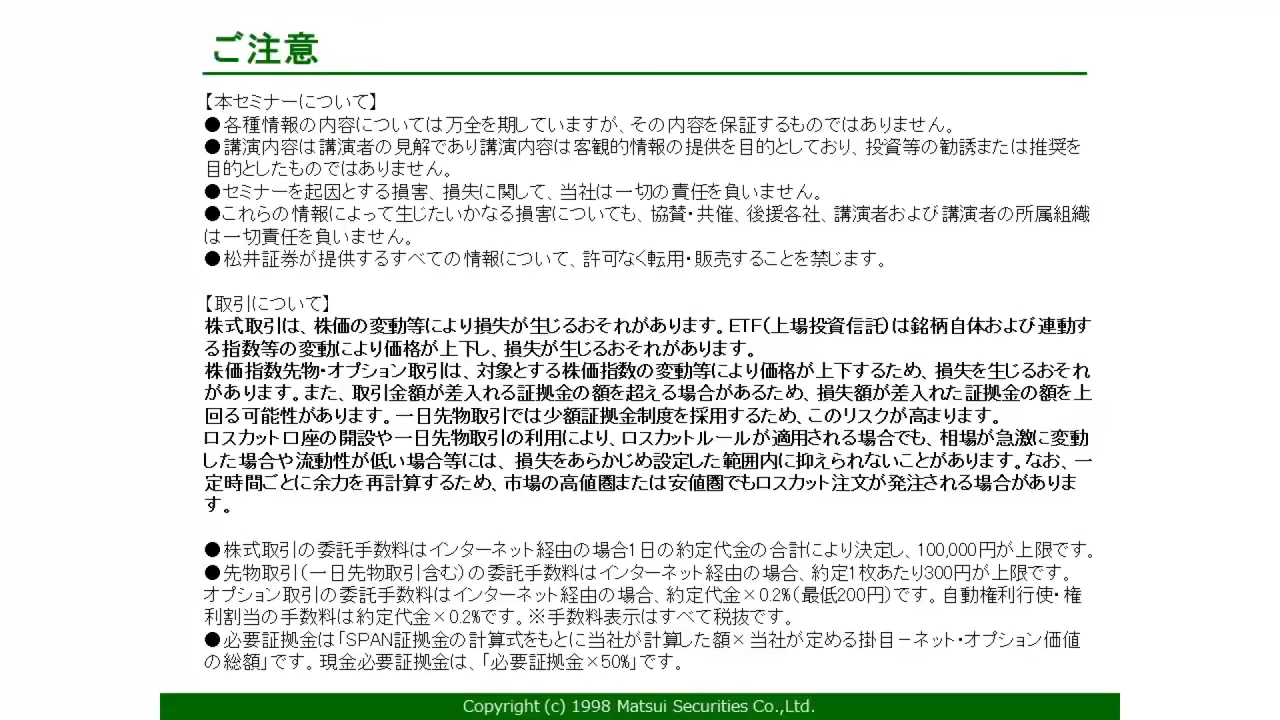 ご注意
【本セミナーについて】
●各種情報の内容については万全を期していますが、その内容を保証するものではありません。
●講演内容は講演者の見解であり講演内容は客観的情報の提供を目的としており、投資等の勧誘または推奨を
目的としたものではありません。
●セミナーを起因とする損害、損失に関して、当社は一切の責任を負いません。
●これらの情報によって生じたいかなる損害についても、協賛・共催、後援各社、講演者および講演者の所属組織
は一切責任を負いません。
●松井証券が提供するすべての情報について、許可なく転用・販売することを禁じます。
【取引について】
株式取引は、株価の変動等により損失が生じるおそれがあります。ETF（上場投資信託）は銘柄自体および連動す
る指数等の変動により価格が上下し、損失が生じるおそれがあります。
株価指数先物・オプション取引は、対象とする株価指数の変動等により価格が上下するため、損失を生じるおそれ
があります。また、取引金額が差入れる証拠金の額を超える場合があるため、損失額が差入れた証拠金の額を上
回る可能性があります。一日先物取引では少額証拠金制度を採用するため、このリスクが高まります。
ロスカット口座の開設や一日先物取引の利用により、ロスカットルールが適用される場合でも、相場が急激に変動
した場合や流動性が低い場合等には、損失をあらかじめ設定した範囲内に抑えられないことがあります。なお、一
定時間ごとに余力を再計算するため、市場の高値圏または安値圏でもロスカット注文が発注される場合がありま
す。
●株式取引の委託手数料はインターネット経由の場合1日の約定代金の合計により決定し、100,000円が上限です。
●先物取引（一日先物取引含む）の委託手数料はインターネット経由の場合、約定1枚あたり300円が上限です。
オプション取引の委託手数料はインターネット経由の場合、約定代金×0.2%（最低200円）です。自動権利行使・権
利割当の手数料は約定代金×0.2%です。※手数料表示はすべて税抜です。
●必要証拠金は「SPAN証拠金の計算式をもとに当社が計算した額×当社が定める掛目－ネット・オプション価値
の総額」です。現金必要証拠金は、「必要証拠金×50%」です。
Copyright (c) 1998 Matsui Securities Co.,Ltd.